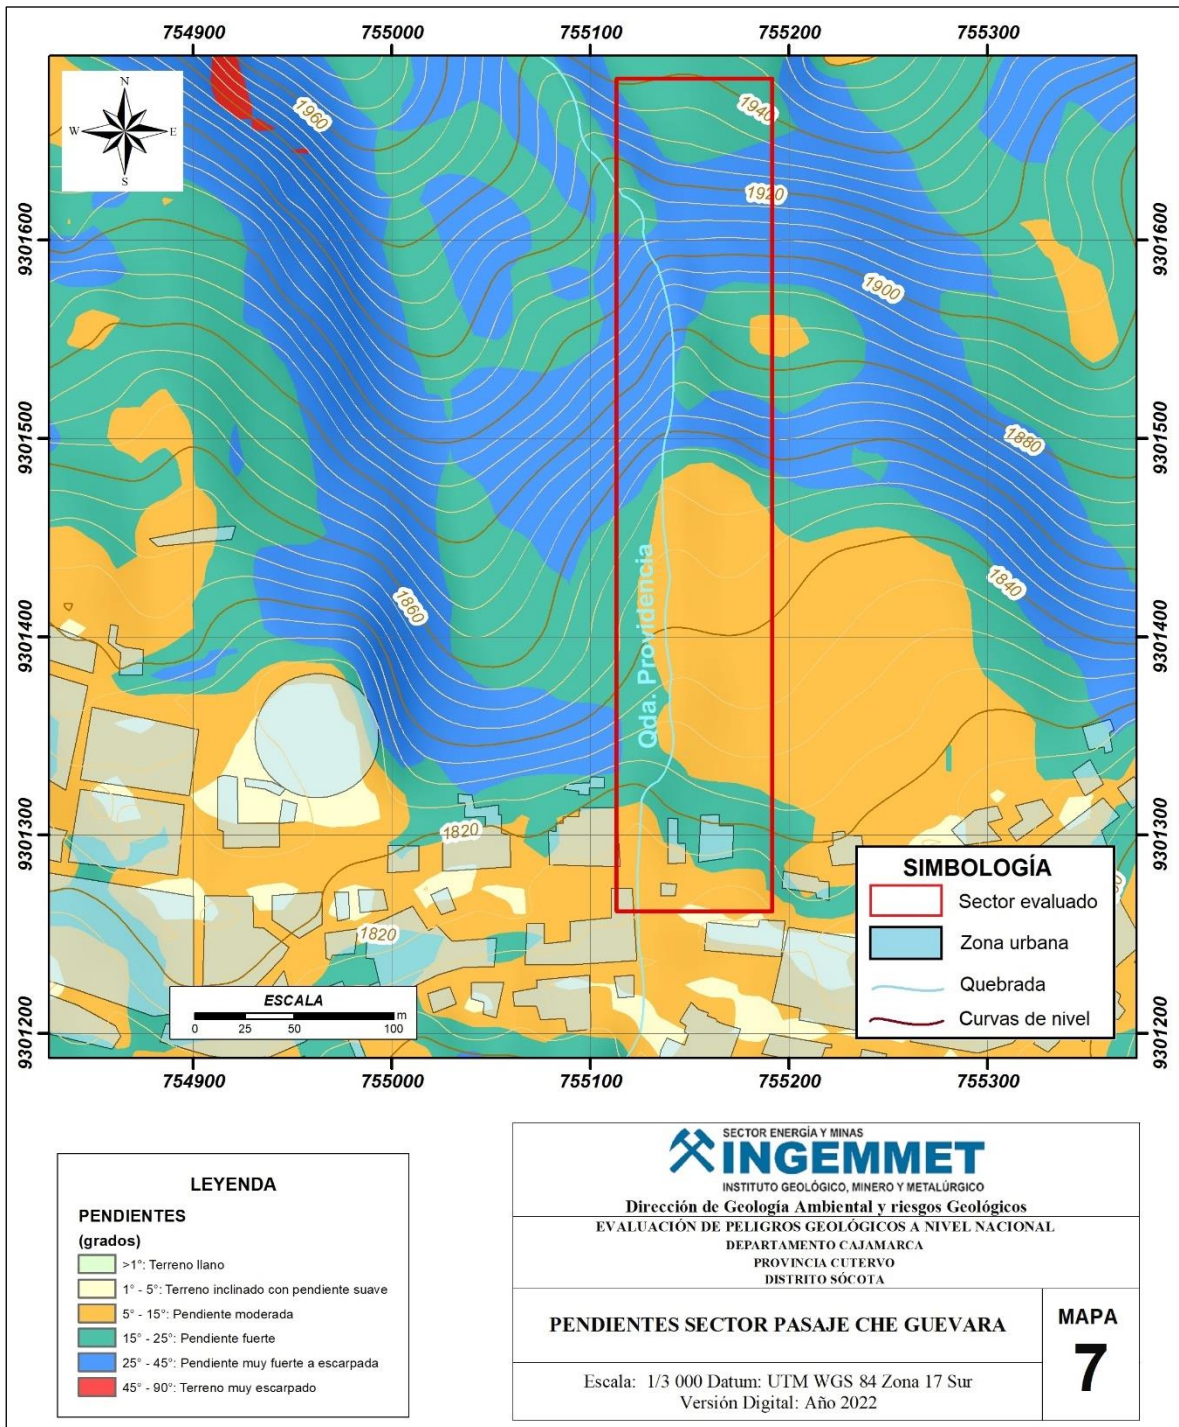 754900 755000 755100 755200 755300
N
W E
S
1960
1940
1920
1900
1880
1860
1840
1820
1820
9301600 9301600
9301500 9301500
9301400 9301400
9301300 9301300
9301200 9301200
Qda. Providencia
SIMBOLOGÍA
Sector evaluado
Zona urbana
Quebrada
Curvas de nivel
ESCALA
0 25 50 100 m
754900 755000 755100 755200 755300
LEYENDA
PENDIENTES
(grados)
>1°: Terreno llano
1° - 5°: Terreno inclinado con pendiente suave
5° - 15°: Pendiente moderada
15° - 25°: Pendiente fuerte
25° - 45°: Pendiente muy fuerte a escarpada
45° - 90°: Terreno muy escarpado
SECTOR ENERGÍA Y MINAS
INGEMMET
INSTITUTO GEOLÓGICO, MINERO Y METALÚRGICO
Dirección de Geología Ambiental y riesgos Geológicos
EVALUACIÓN DE PELIGROS GEOLÓGICOS A NIVEL NACIONAL
DEPARTAMENTO CAJAMARCA
PROVINCIA CUTERVO
DISTRITO SÓCOTA
PENDIENTES SECTOR PASAJE CHE GUEVARA
MAPA
7
Escala: 1/3 000 Datum: UTM WGS 84 Zona 17 Sur
Versión Digital: Año 2022